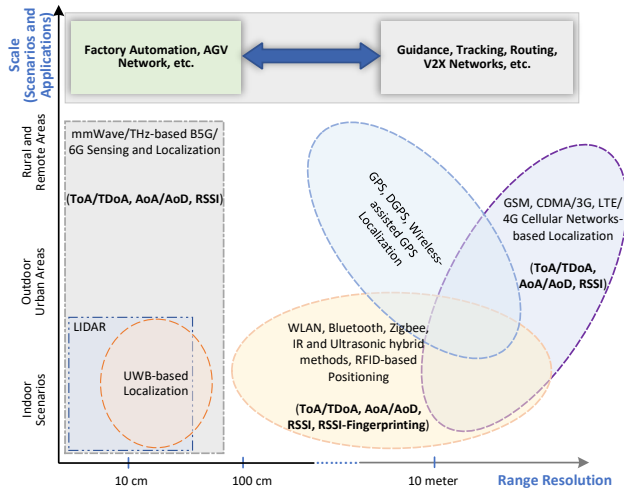 Scale
(Scenarios and
Applications)
Factory Automation, AGV
Network, etc.
Guidance, Tracking, Routing,
V2X Networks, etc.
Rural and
Remote Areas
mmWave/THz-based B5G/
6G Sensing and Localization
(ToA/TDoA, AoA/AoD, RSSI)
GPS, DGPS, Wireless-
assisted GPS
Localization
GSM, CDMA/3G, LTE/
4G Cellular Networks-
based Localization
(ToA/TDoA,
AoA/AoD, RSSI)
Outdoor
Urban Areas
LIDAR
UWB-based
Localization
WLAN, Bluetooth, Zigbee,
IR and Ultrasonic hybrid
methods, RFID-based
Positioning
(ToA/TDoA, AoA/AoD,
RSSI, RSSI-Fingerprinting)
Indoor
Scenarios
10 cm
100 cm
10 meter
Range Resolution